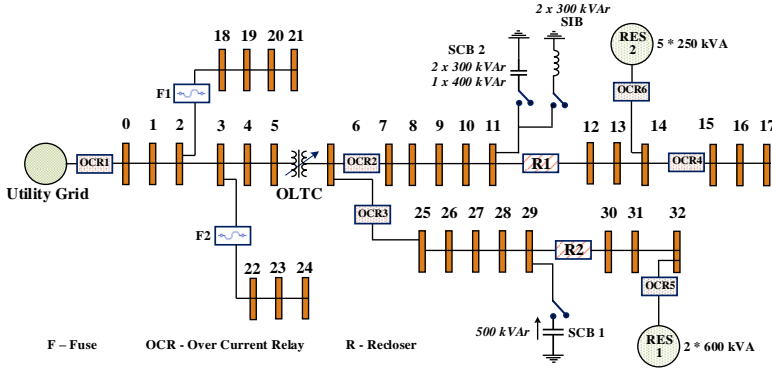 2 x 300 kVAr
SIB
18 19 20 21
SCB 2
2 x 300 kVAr
1 x 400 kVAr
RES
2
5 * 250 kVA
F1
OCR6
0 1 2 3 4 5 6 7 8 9 10 11 12 13 14 15 16 17
OCR1
OCR2
R1
OCR4
Utility Grid
OLTC
OCR3
F2
25 26 27 28 29 30 31 32
R2
22 23 24
OCR5
500 kVAr
SCB 1
RES
1
2 * 600 kVA
F – Fuse
OCR - Over Current Relay
R - Recloser